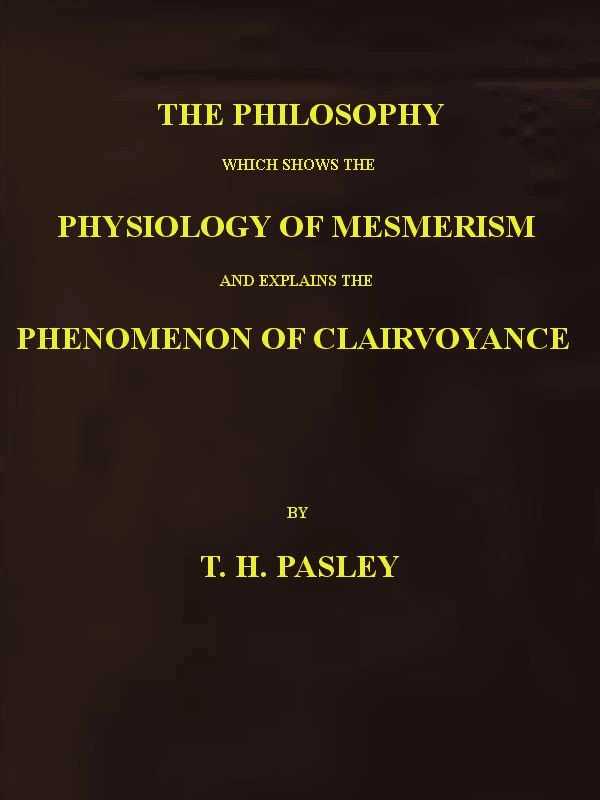 THE PHILOSOPHY
WHICH SHOWS THE
PHYSIOLOGY OF MESMERISM
AND EXPLAINS THE
PHENOMENON OF CLAIRVOYANCE
BY
T. H. PASLEY